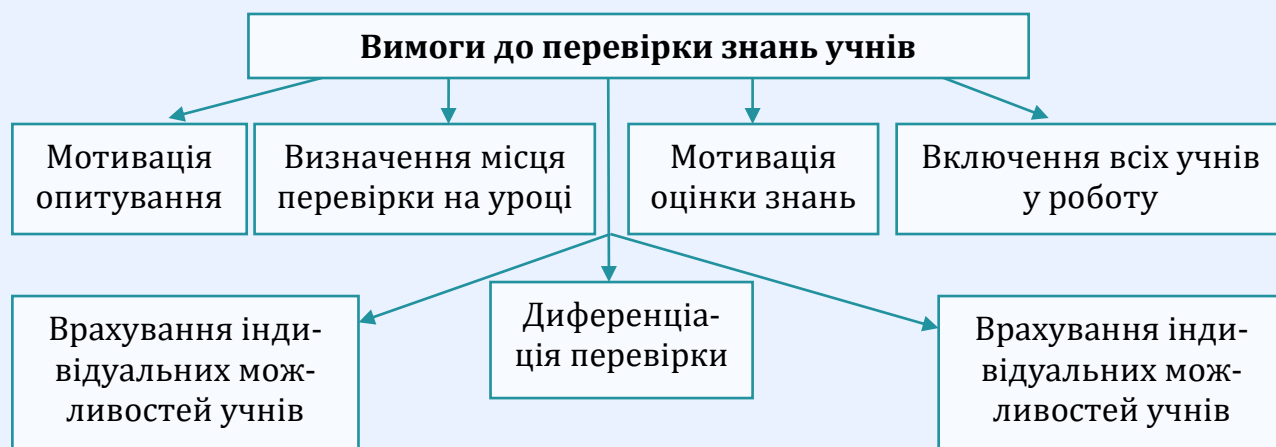 Вимоги до перевірки знань учнів
Мотивація
опитування
Визначення місця
перевірки на уроці
Мотивація
оцінки знань
Включення всіх учнів
у роботу
Врахування інди-
відуальних мож-
ливостей учнів
Диференціа-
ція перевірки
Врахування інди-
відуальних мож-
ливостей учнів